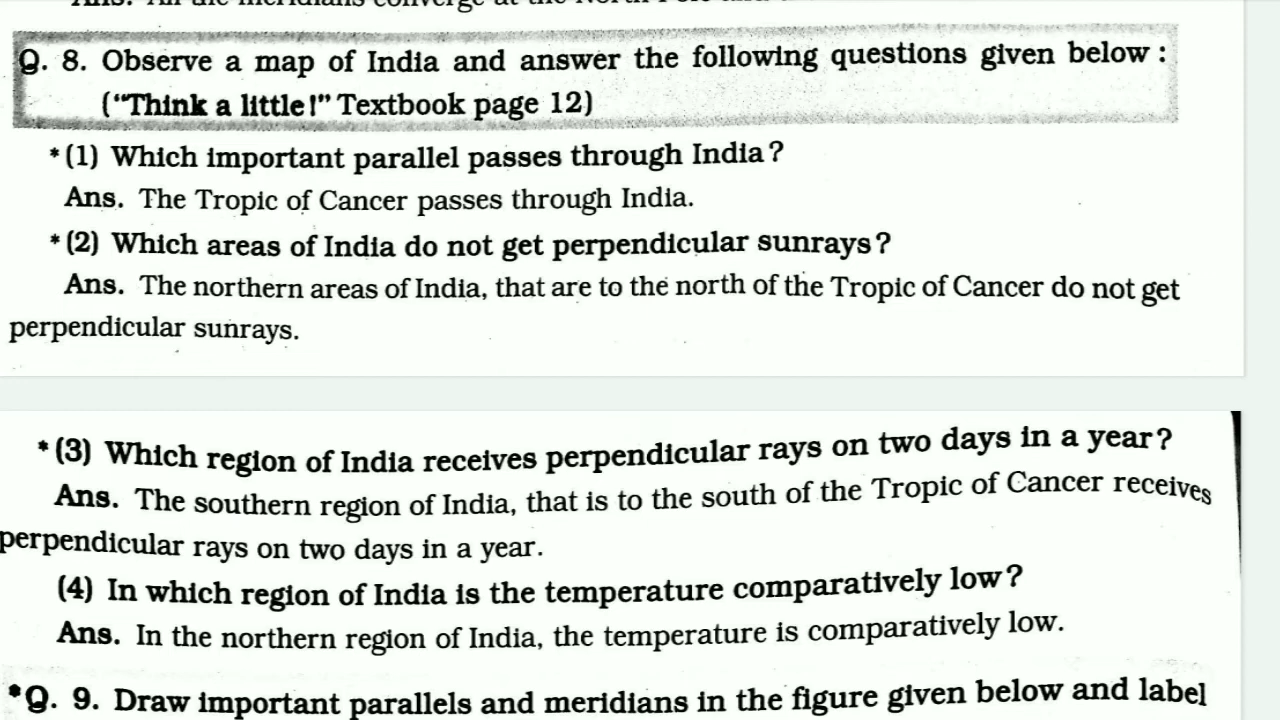 Q. 8. Observe a map of India and answer the following questions given below :
("Think a little!" Textbook page 12)
*(1) Which important parallel passes through India?
Ans. The Tropic of Cancer passes through India.
*(2) Which areas of India do not get perpendicular sunrays?
Ans. The northern areas of India, that are to the north of the Tropic of Cancer do not get
perpendicular sunrays.
*(3) Which region of India receives perpendicular rays on two days in a year?
Ans. The southern region of India, that is to the south of the Tropic of Cancer receives
perpendicular rays on two days in a year.
(4) In which region of India is the temperature comparatively low?
Ans. In the northern region of India, the temperature is comparatively low.
*Q. 9. Draw important parallels and meridians in the figure given below and label